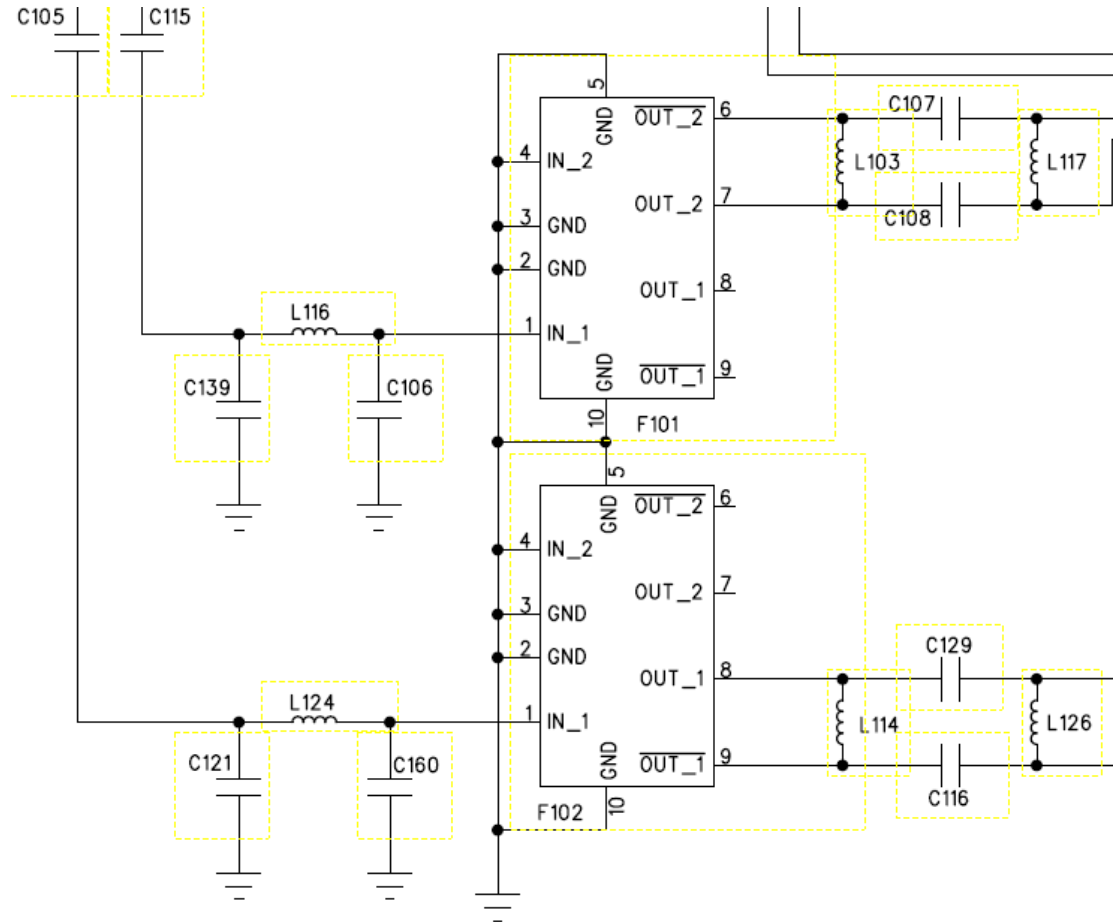 C105
C115
5
GND
OUT_2
6
C107
4
IN_2
L103
L117
3
GND
OUT_2
7
C108
2
GND
OUT_1
8
L116
1
IN_1
C139
C106
GND
OUT_1
9
10
F101
5
GND
OUT_2
6
4
IN_2
OUT_2
7
3
GND
2
GND
C129
OUT_1
8
L124
1
IN_1
L114
L126
C121
C160
GND
OUT_1
9
C116
F102
10